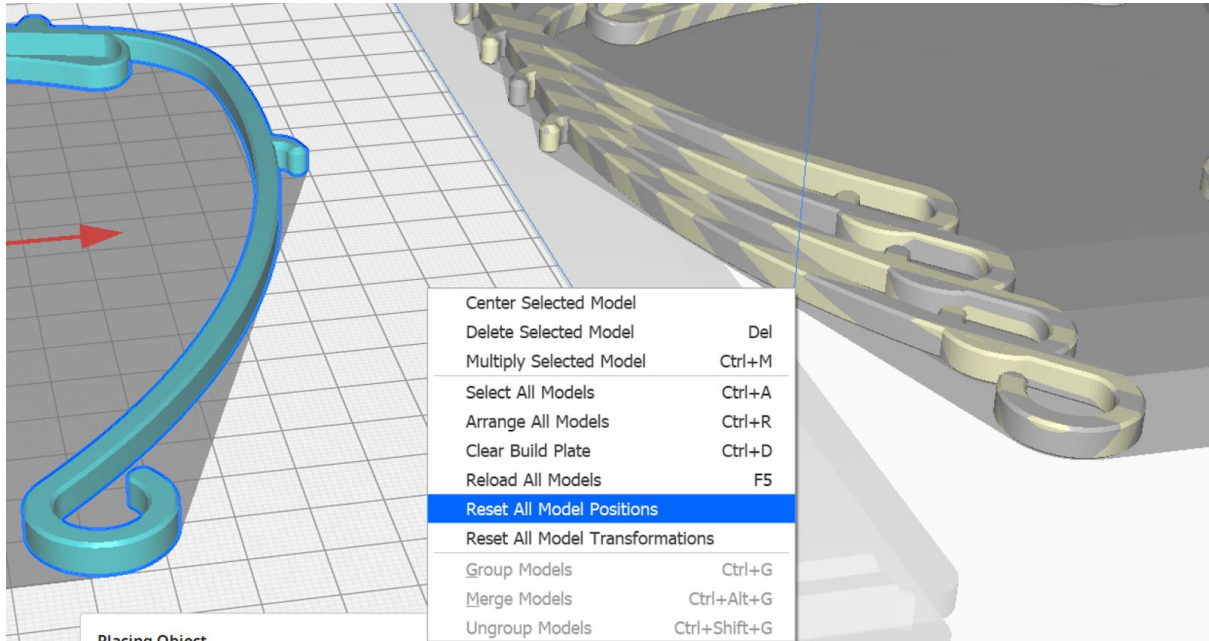 Center Selected Model
Delete Selected Model Del
Multiply Selected Model Ctrl+M
Select All Models Ctrl+A
Arrange All Models Ctrl+R
Clear Build Plate Ctrl+D
Reload All Models F5
Reset All Model Positions
Reset All Model Transformations
Group Models Ctrl+G
Merge Models Ctrl+Alt+G
Ungroup Models Ctrl+Shift+G
Placing Object